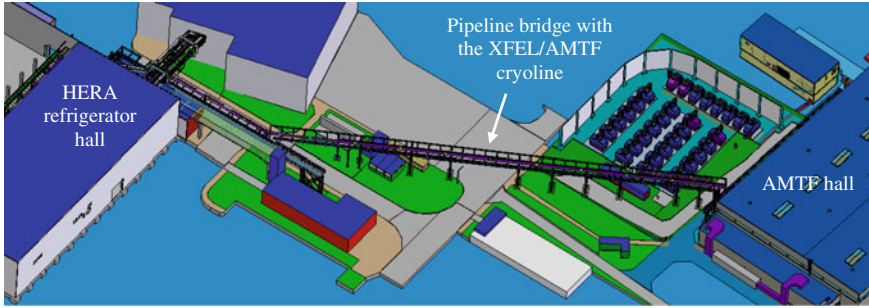 Pipeline bridge with
the XFEL/AMTF
cryoline
HERA
refrigerator
hall
AMTF hall